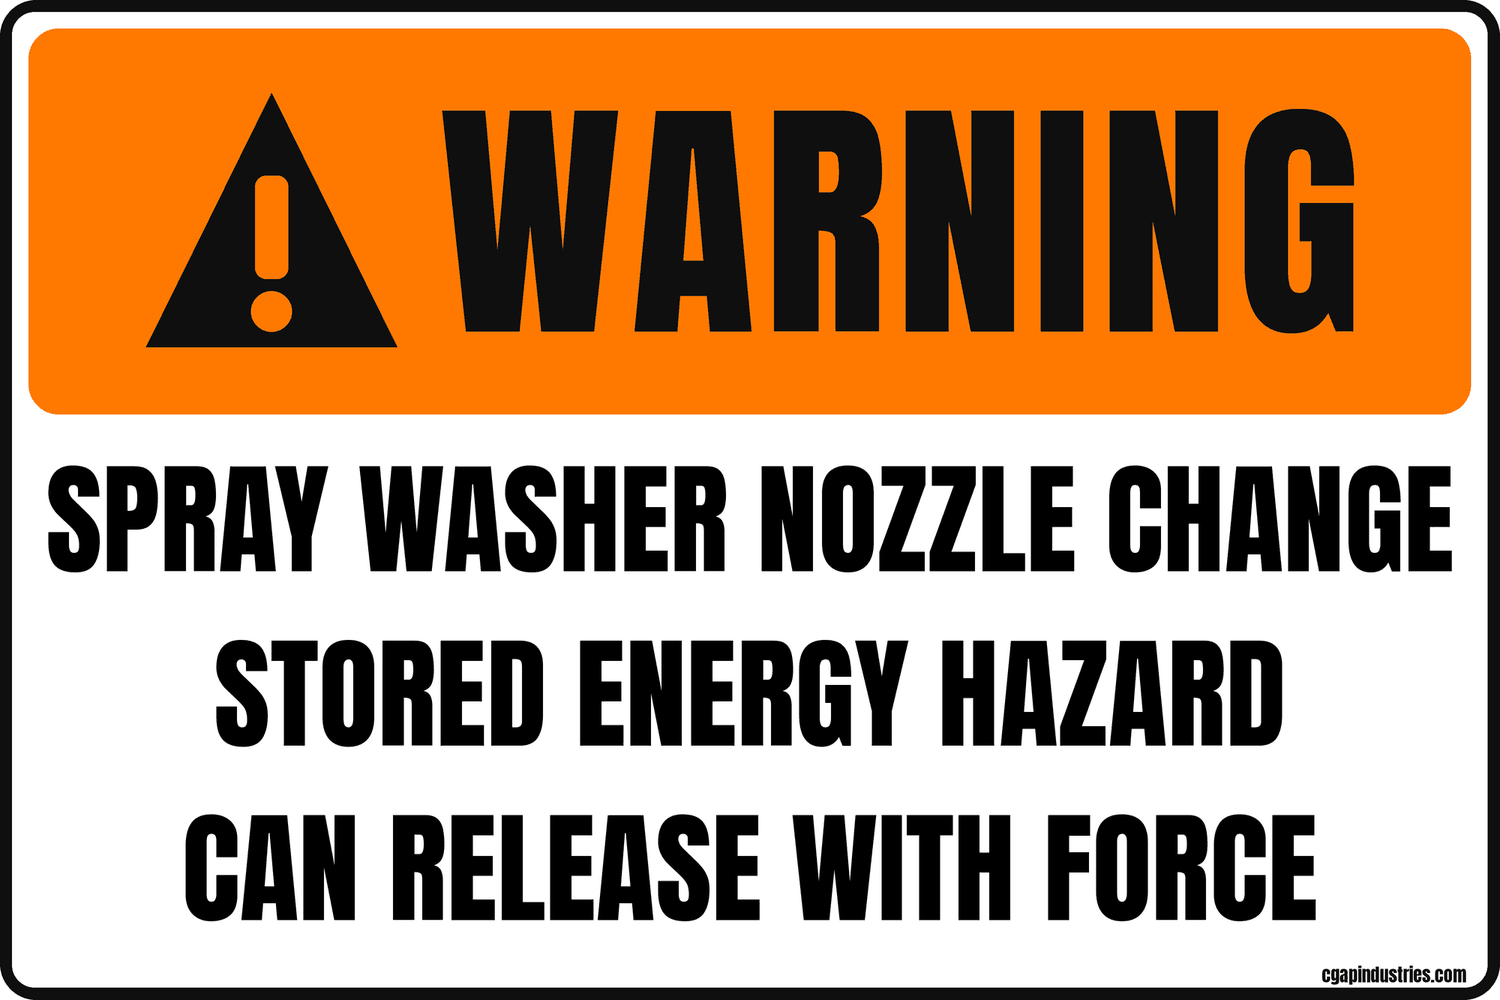 WARNING
SPRAY WASHER NOZZLE CHANGE
STORED ENERGY HAZARD
CAN RELEASE WITH FORCE
cgapindustries.com